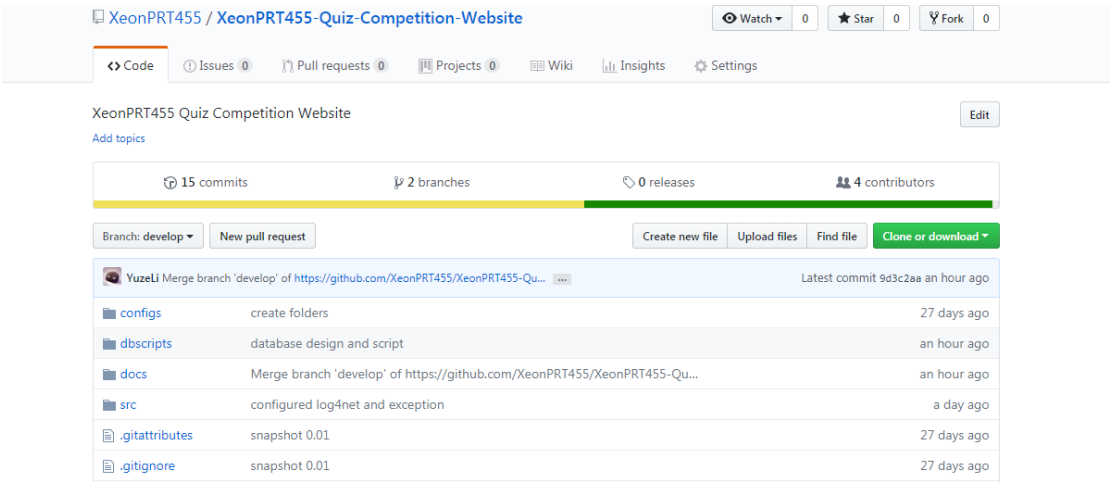 XeonPRT455 / XeonPRT455-Quiz-Competition-Website Watch 0 Star 0 Fork 0
Code Issues 0 Pull requests 0 Projects 0 Wiki Insights Settings
XeonPRT455 Quiz Competition Website Edit
Add topics
15 commits 2 branches 0 releases 4 contributors
Branch: develop New pull request Create new file Upload files Find file Clone or download
YuzeLi Merge branch 'develop' of https://github.com/XeonPRT455/XeonPRT455-Qu... ... Latest commit 9d3c2aa an hour ago
configs create folders 27 days ago
dbscripts database design and script an hour ago
docs Merge branch 'develop' of https://github.com/XeonPRT455/XeonPRT455-Qu... an hour ago
src configured log4net and exception a day ago
.gitattributes snapshot 0.01 27 days ago
.gitignore snapshot 0.01 27 days ago